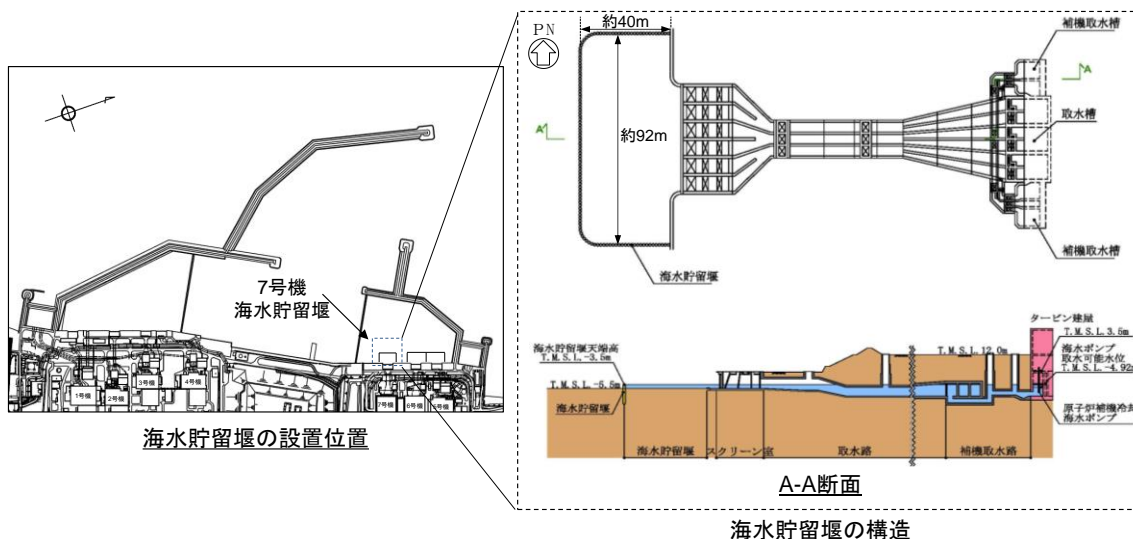 7号機
海水貯留堰
1号機
2号機
3号機
4号機
7号機
6号機
5号機
海水貯留堰の設置位置
PN
約40m
約92m
A
A
補機取水槽
取水槽
補機取水槽
海水貯留堰
海水貯留堰天端高
T.M.S.L.-3.5m
T.M.S.L.-5.5m
海水貯留堰
T.M.S.L.12.0m
タービン建屋
T.M.S.L.3.5m
海水ポンプ
取水可能水位
T.M.S.L.-4.92m
原子炉補機冷却
海水ポンプ
海水貯留堰
スクリーン室
取水路
補機取水路
A-A断面
海水貯留堰の構造